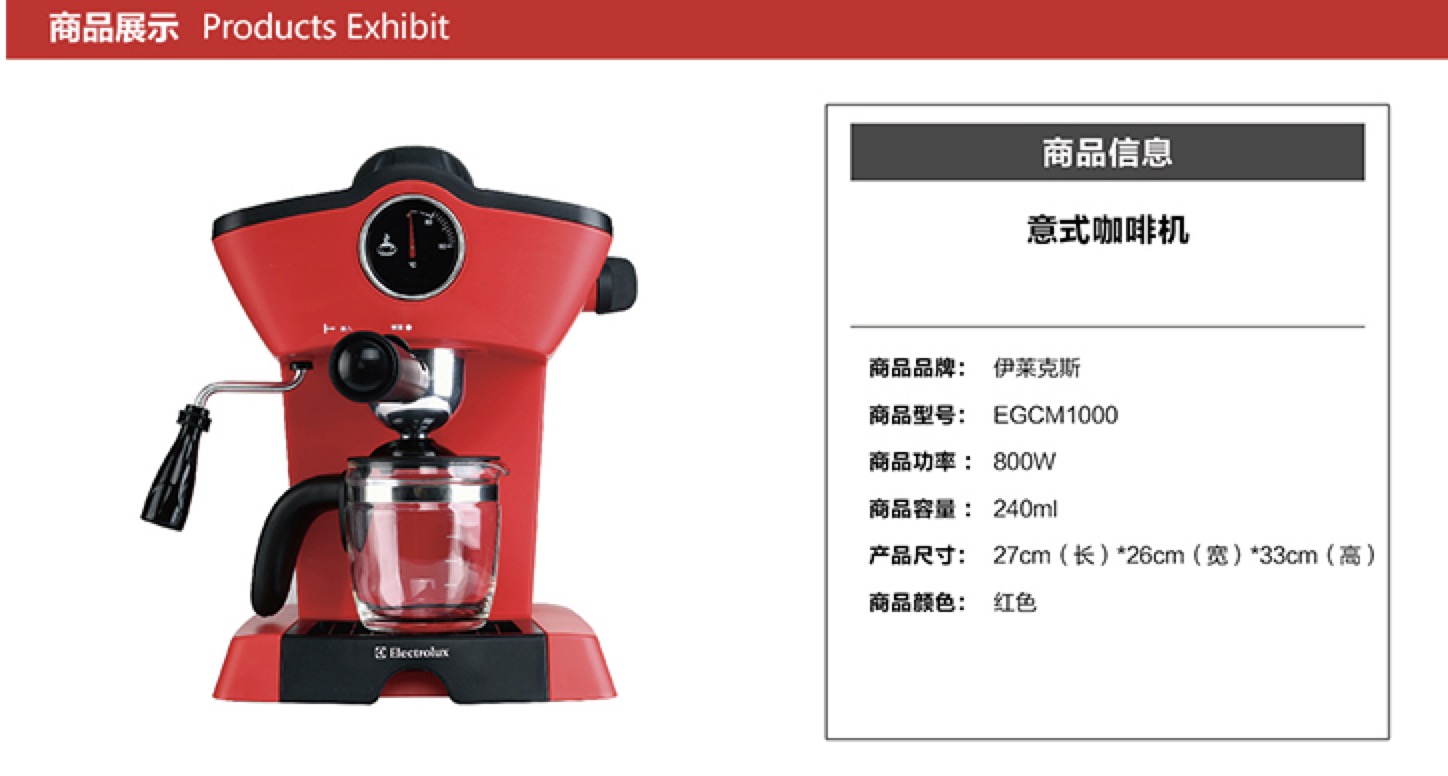 商品展示 Products Exhibit
商品信息
意式咖啡机
商品品牌： 伊莱克斯
商品型号： EGCM1000
商品功率： 800W
商品容量： 240ml
产品尺寸： 27cm（长）*26cm（宽）*33cm（高）
商品颜色： 红色
Electrolux